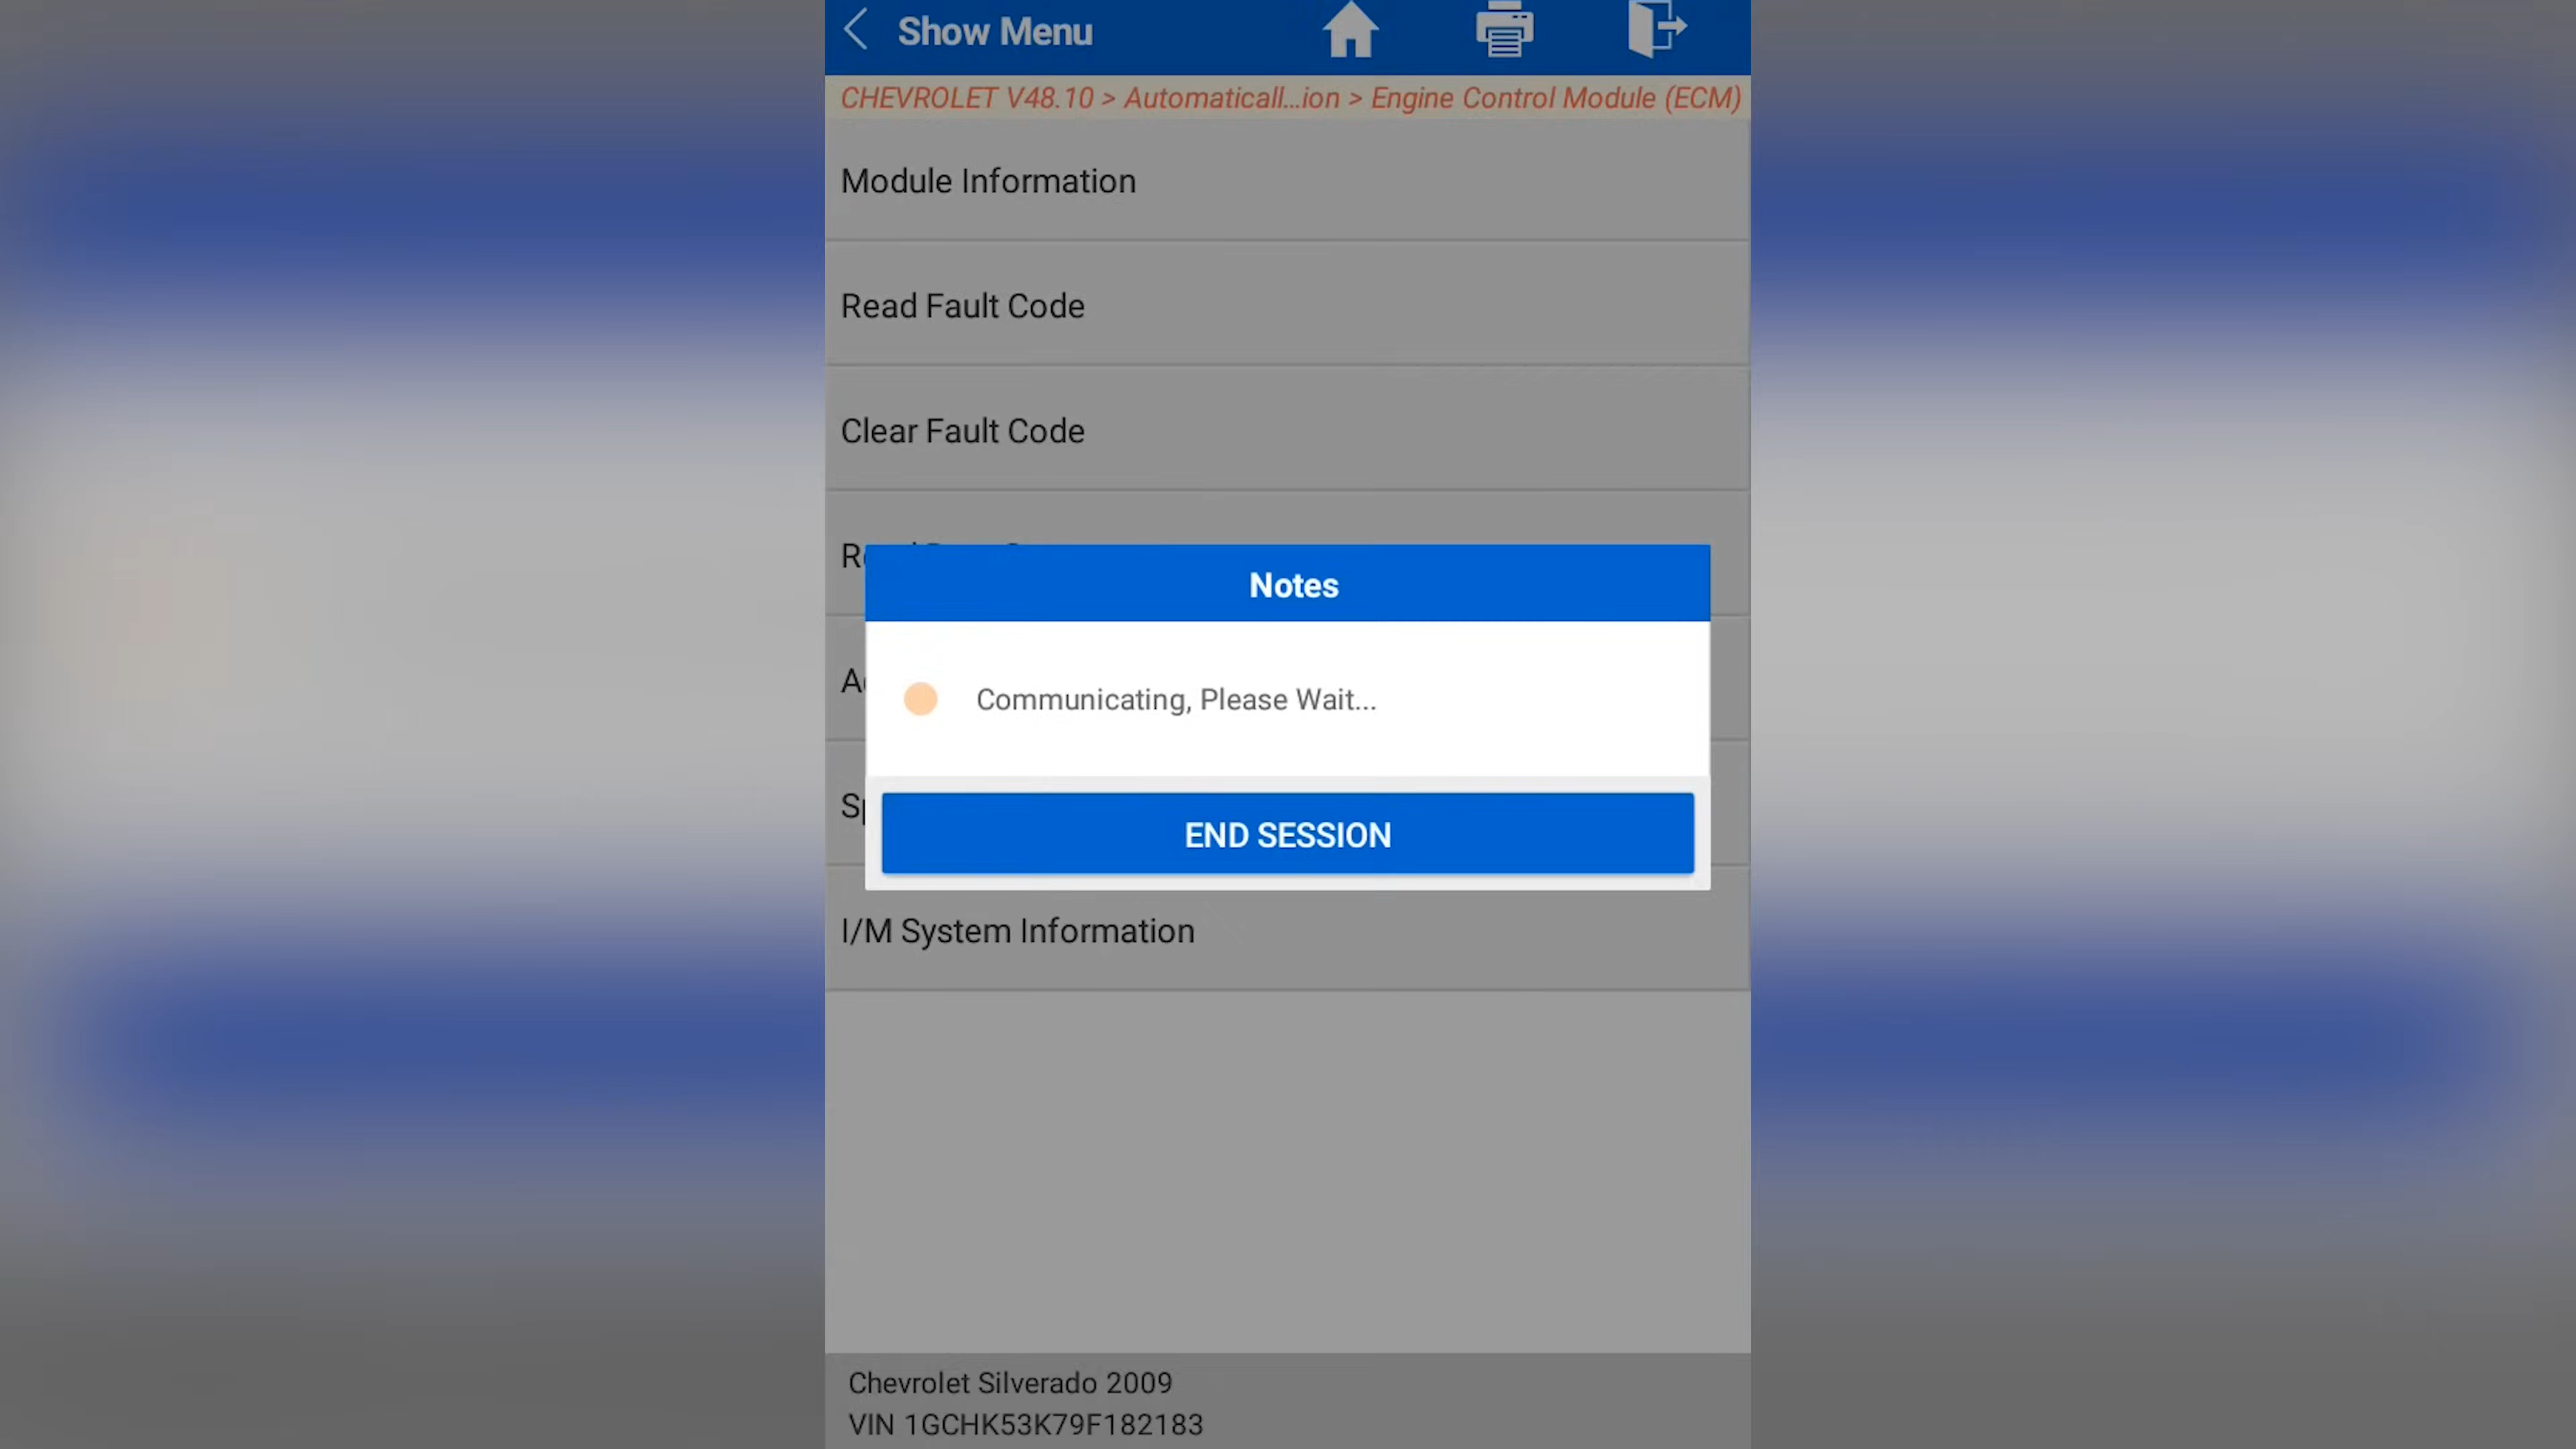 Show Menu
CHEVROLET V48.10 > Automaticall...ion > Engine Control Module (ECM)
Module Information
Read Fault Code
Clear Fault Code
Notes
Communicating, Please Wait...
END SESSION
I/M System Information
Chevrolet Silverado 2009
VIN 1GCHK53K79F182183